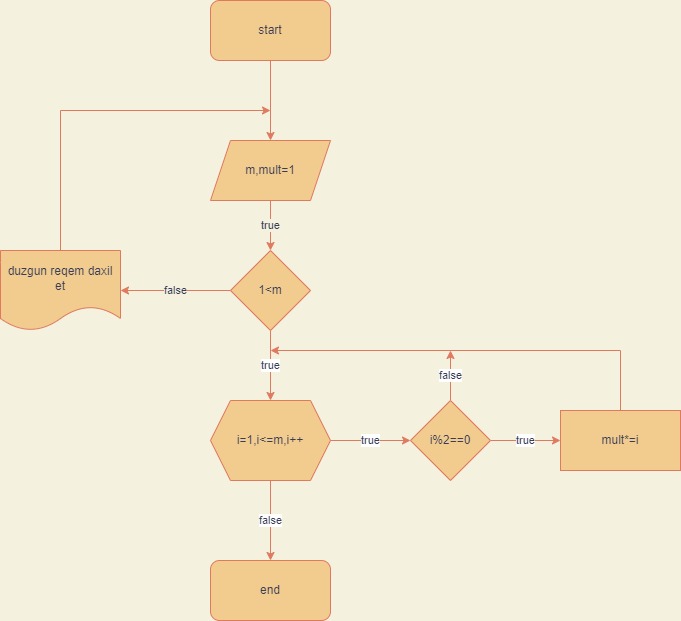 start
m,mult=1
true
duzgun reqem daxil
et
false
1<m
true
false
i=1,i<=m,i++
true
i%2==0
true
mult*=i
false
end